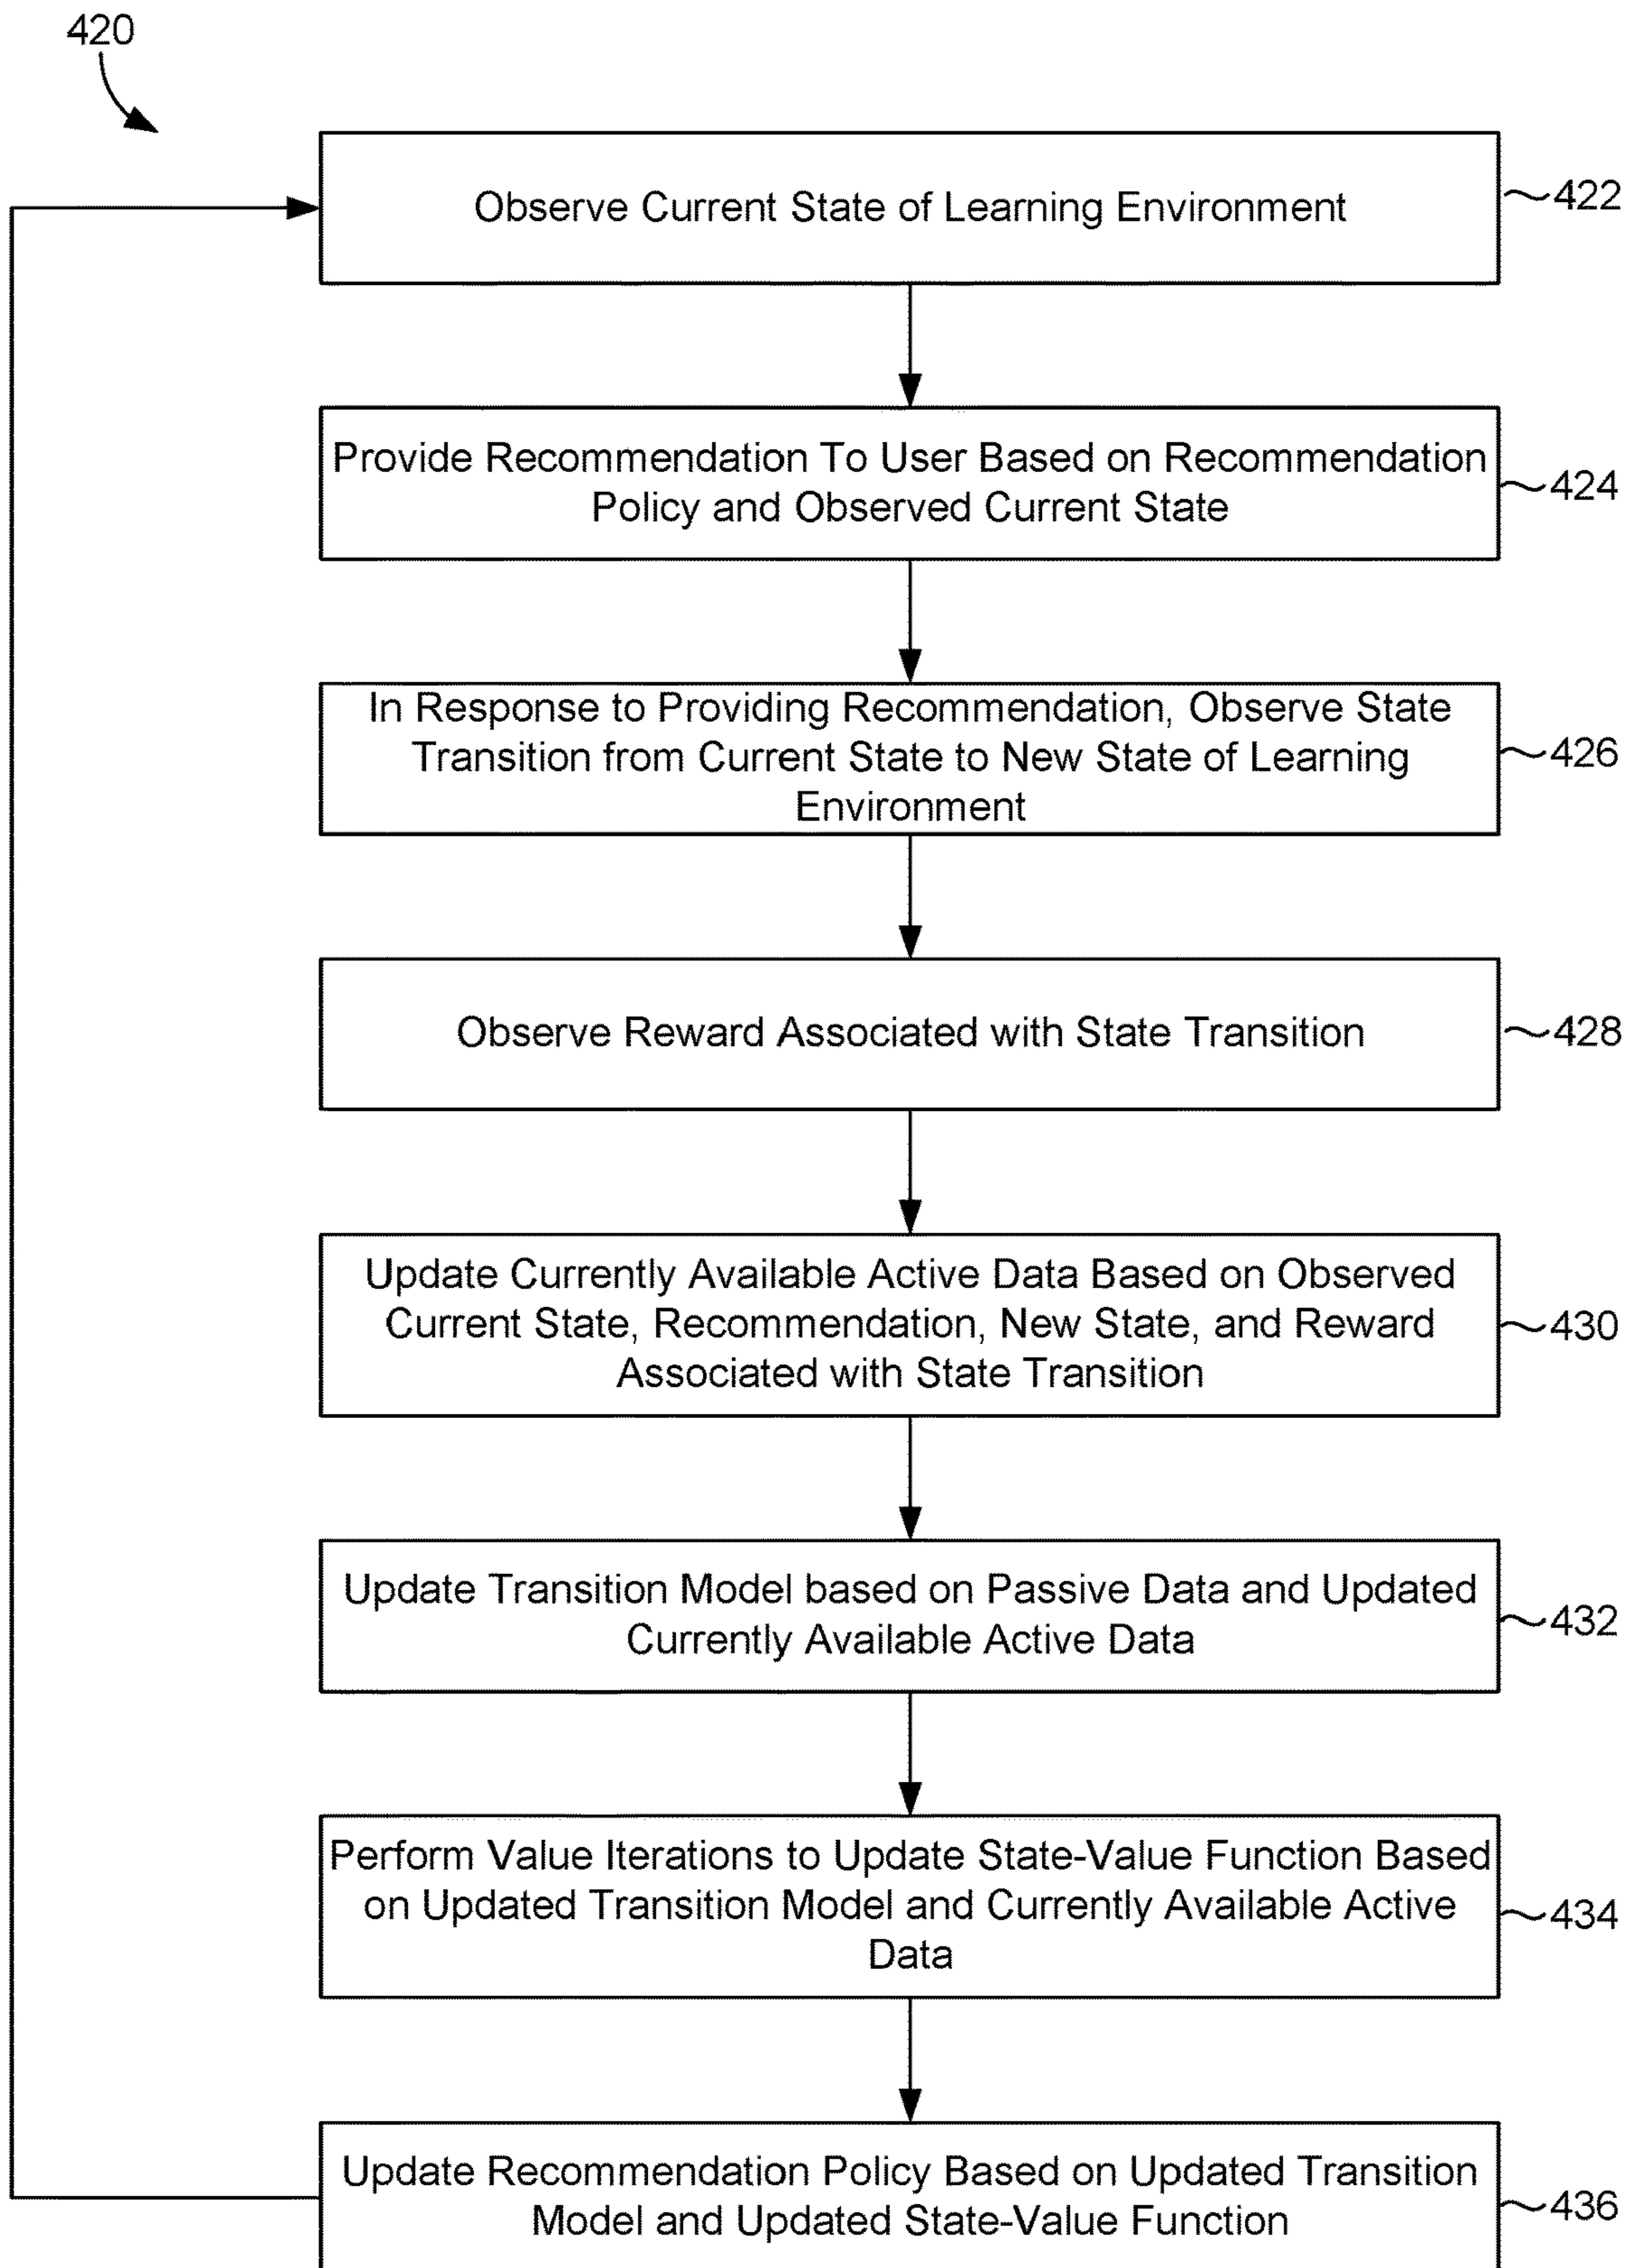 420
Observe Current State of Learning Environment
422
Provide Recommendation To User Based on Recommendation
Policy and Observed Current State
424
In Response to Providing Recommendation, Observe State
Transition from Current State to New State of Learning
Environment
426
Observe Reward Associated with State Transition
428
Update Currently Available Active Data Based on Observed
Current State, Recommendation, New State, and Reward
Associated with State Transition
430
Update Transition Model based on Passive Data and Updated
Currently Available Active Data
432
Perform Value Iterations to Update State-Value Function Based
on Updated Transition Model and Currently Available Active
Data
434
Update Recommendation Policy Based on Updated Transition
Model and Updated State-Value Function
436